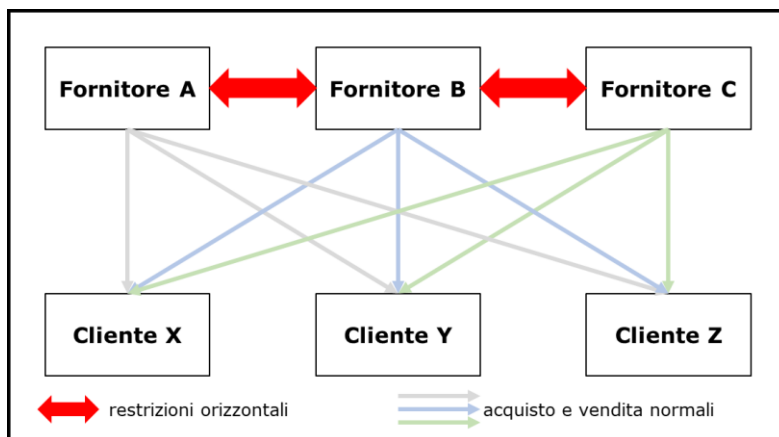 Fornitore A
Fornitore B
Fornitore C
Cliente X
Cliente Y
Cliente Z
restrizioni orizzontali
acquisto e vendita normali